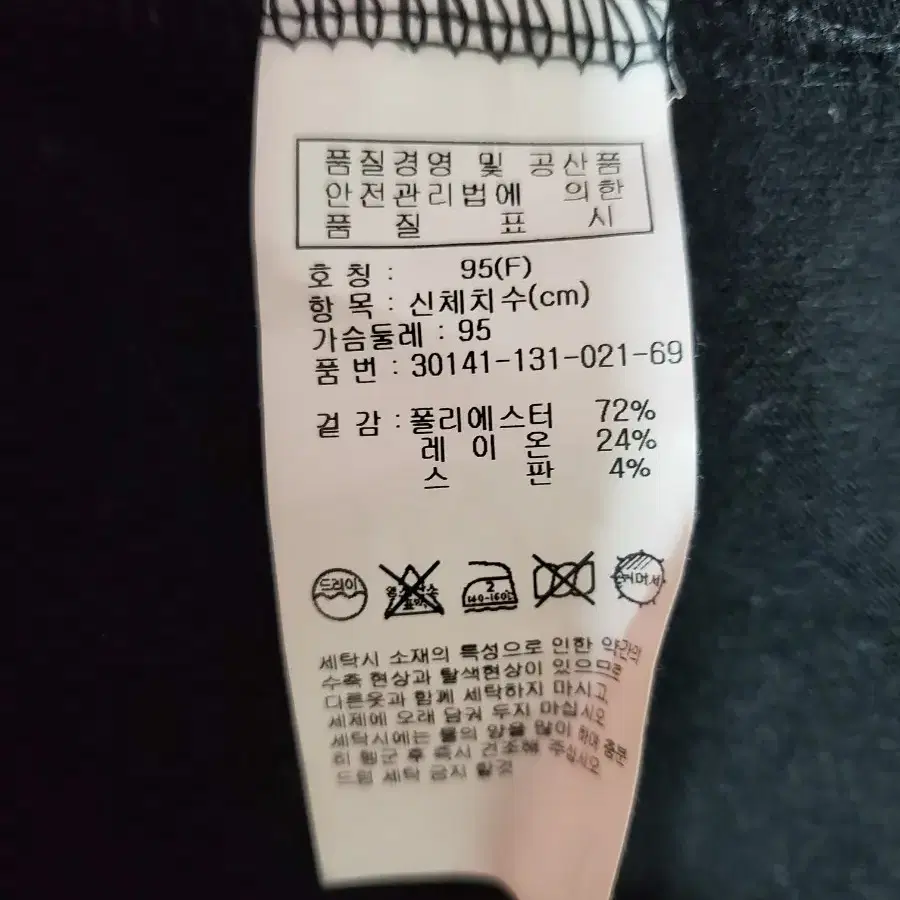 품질경영 및 공산품
안전관리법에 의한
품 질 표 시
호 칭 : 95(F)
항 목 : 신체치수(cm)
가슴둘레 : 95
품 번 : 30141-131-021-69
겉 감 : 폴리에스터 72%
레 이 온 24%
스 판 4%
드라이
염소
표백
2
140-160℃
세탁시 소재의 특성으로 인한 약간의
수축 현상과 탈색현상이 있으므로
다른옷과 함께 세탁하지 마시고
세제에 오래 담궈 두지 마십시오
세탁시에는 물의 양을 많이 하여 충분
히 헹군 후 즉시 건조해 주십시오
드럼 세탁 금지 할것